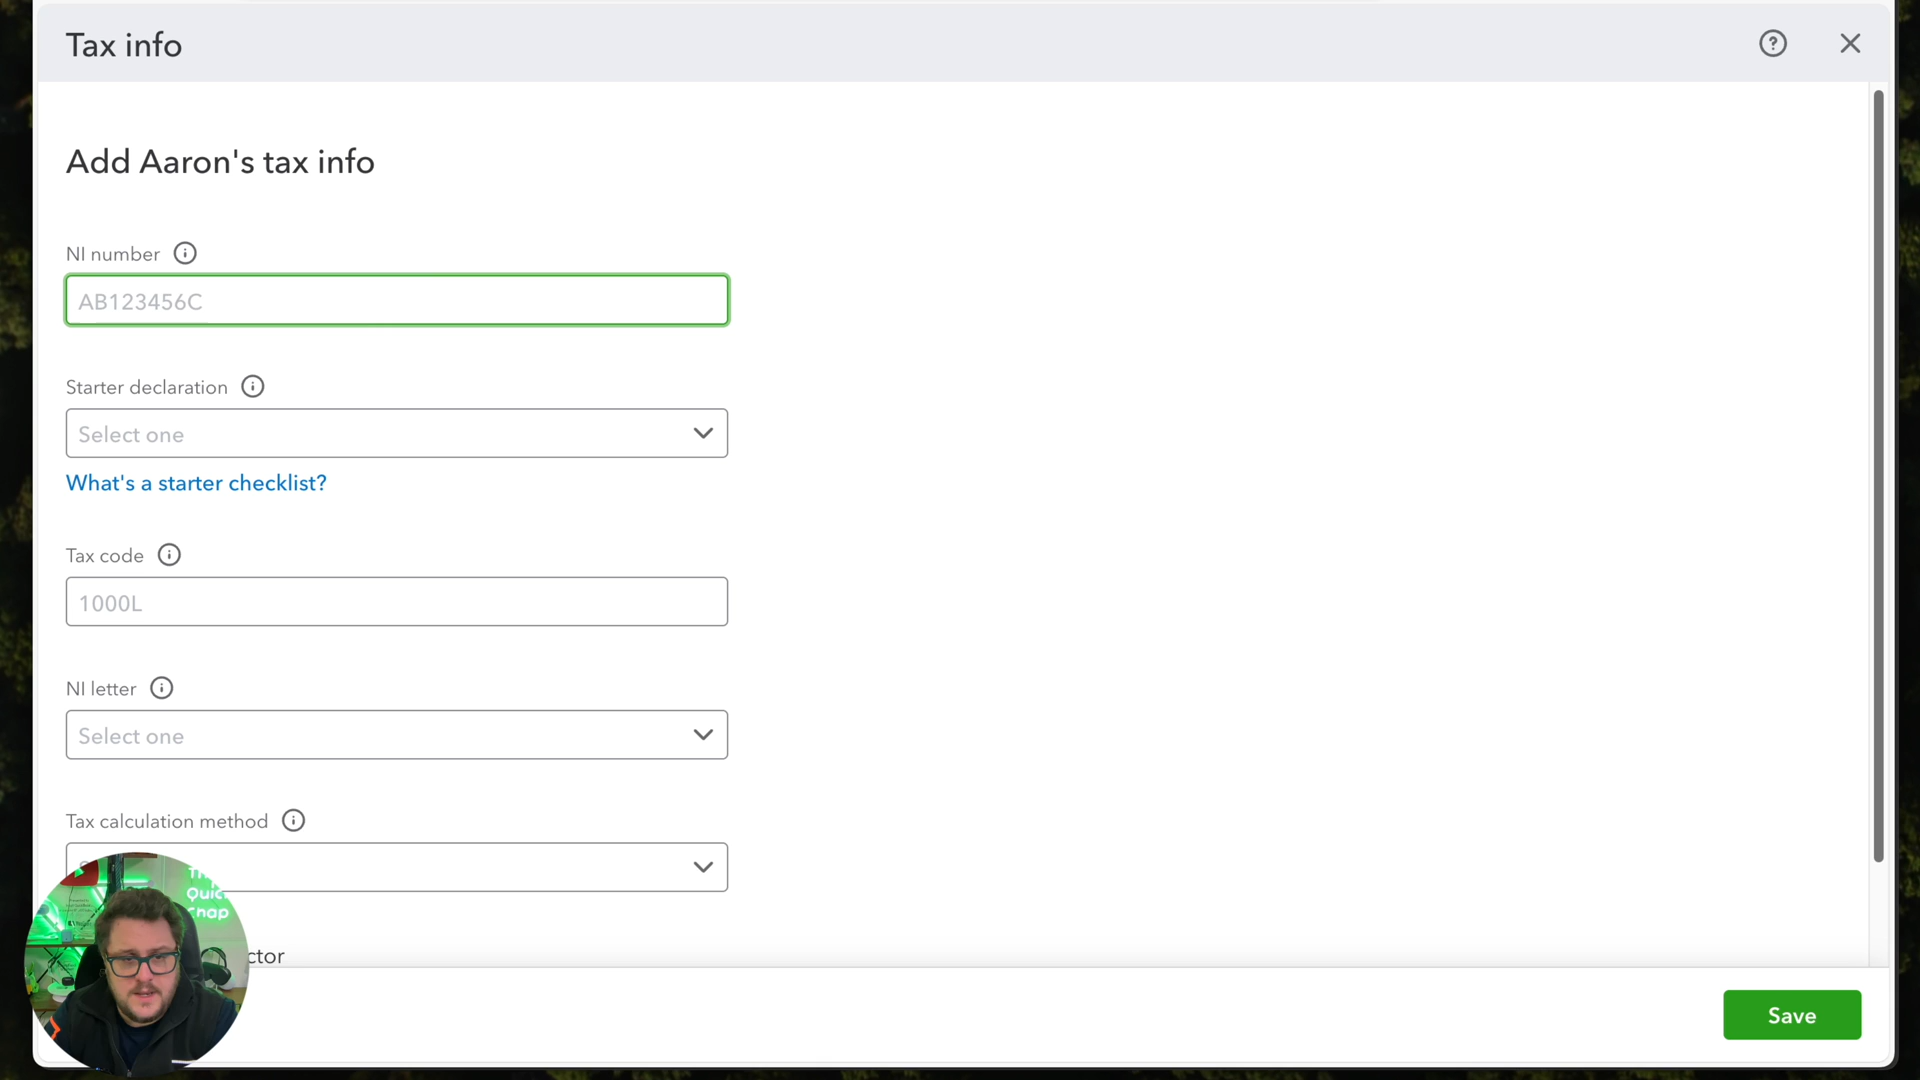 Tax info
Add Aaron's tax info
NI number
AB123456C
Starter declaration
Select one
What's a starter checklist?
Tax code
1000L
NI letter
Select one
Tax calculation method
ctor
Save